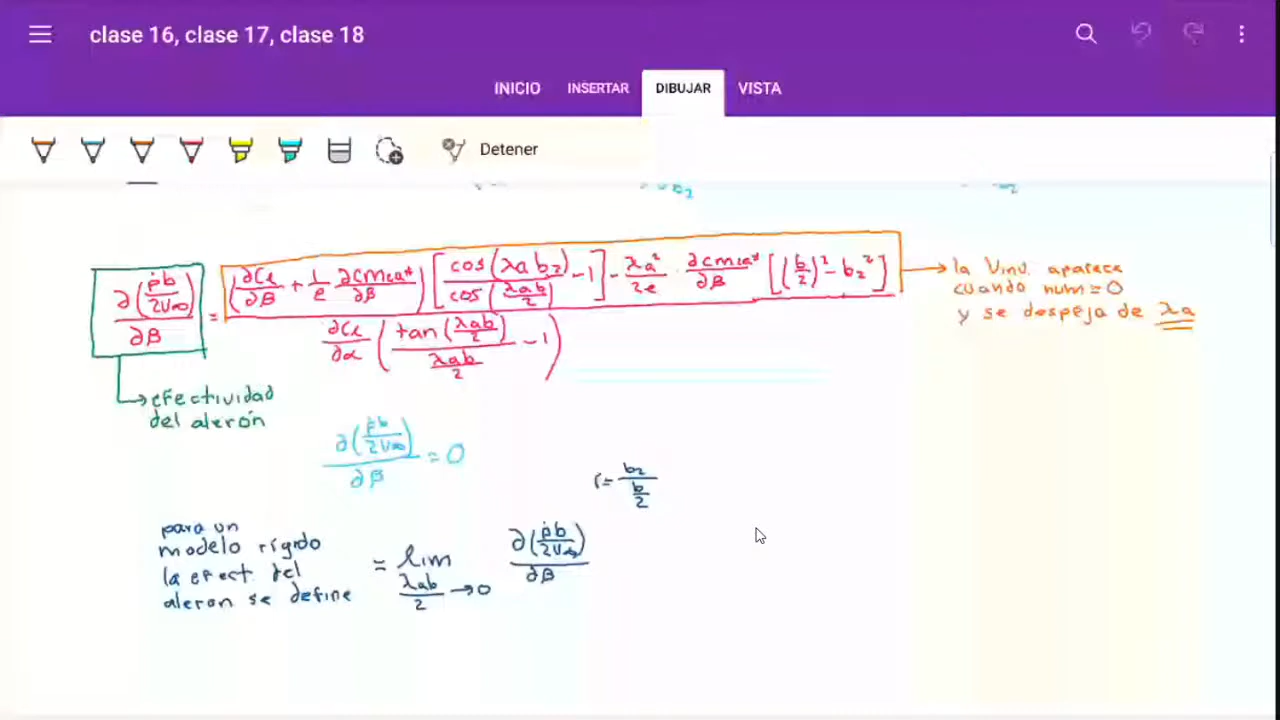 clase 16, clase 17, clase 18
INICIO INSERTAR DIBUJAR VISTA
Detener
∂(ṗb/2V∞)/∂β = [(∂Cl/∂β + 1/e ∂CMca*/∂β) [cos(λa b2)/cos(λab/2) - 1] - λa²/2e · ∂CMca*/∂β [(b/2)² - b2²]] / [∂Cl/∂α (tan(λab/2)/(λab/2) - 1)]
la Vinv. aparece
cuando num = 0
y se despeja de λa
efectividad
del alerón
∂(ṗb/2V∞)/∂β = 0
r = b2/(b/2)
para un
modelo rígido
la efect. del
aleron se define
= lim λab/2 → 0 ∂(ṗb/2V∞)/∂β